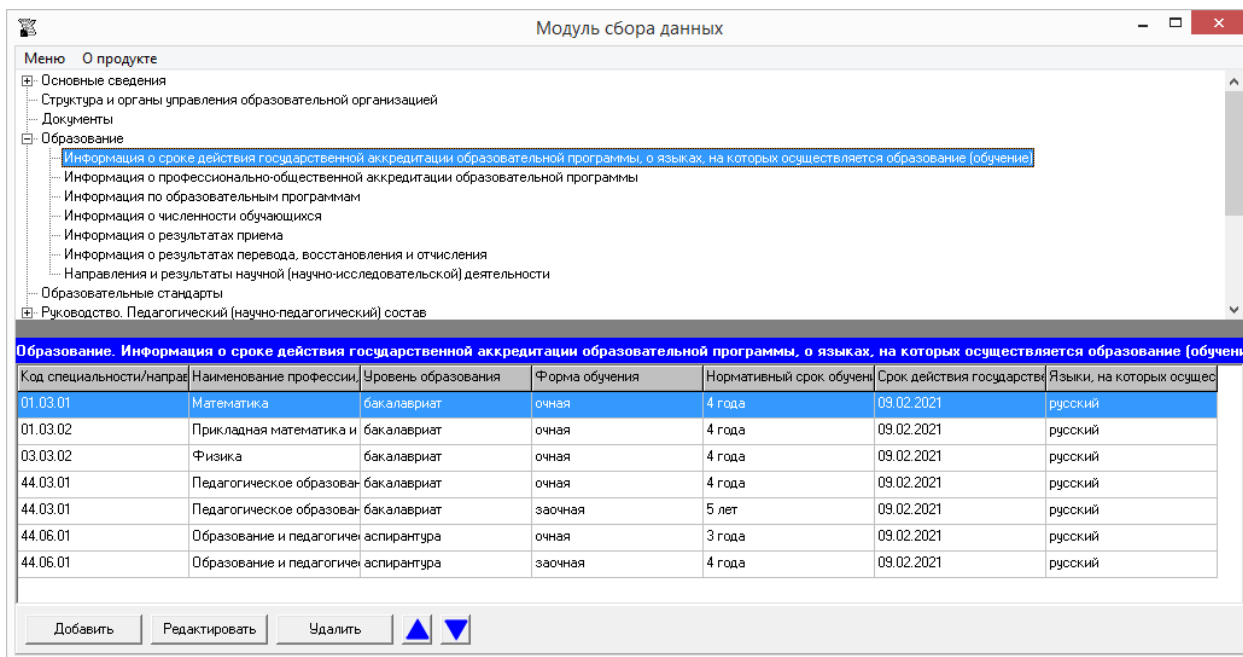 Модуль сбора данных
Меню О продукте
Основные сведения
Структура и органы управления образовательной организацией
Документы
Образование
Информация о сроке действия государственной аккредитации образовательной программы, о языках, на которых осуществляется образование (обучение)
Информация о профессионально-общественной аккредитации образовательной программы
Информация по образовательным программам
Информация о численности обучающихся
Информация о результатах приема
Информация о результатах перевода, восстановления и отчисления
Направления и результаты научной (научно-исследовательской) деятельности
Образовательные стандарты
Руководство. Педагогический (научно-педагогический) состав
Образование. Информация о сроке действия государственной аккредитации образовательной программы, о языках, на которых осуществляется образование (обучени
Код специальности/направ Наименование профессии, Уровень образования Форма обучения Нормативный срок обучени Срок действия государстве Языки, на которых осущес
01.03.01 Математика бакалавриат очная 4 года 09.02.2021 русский
01.03.02 Прикладная математика и бакалавриат очная 4 года 09.02.2021 русский
03.03.02 Физика бакалавриат очная 4 года 09.02.2021 русский
44.03.01 Педагогическое образован бакалавриат очная 4 года 09.02.2021 русский
44.03.01 Педагогическое образован бакалавриат заочная 5 лет 09.02.2021 русский
44.06.01 Образование и педагогиче аспирантура очная 3 года 09.02.2021 русский
44.06.01 Образование и педагогиче аспирантура заочная 4 года 09.02.2021 русский
Добавить Редактировать Удалить